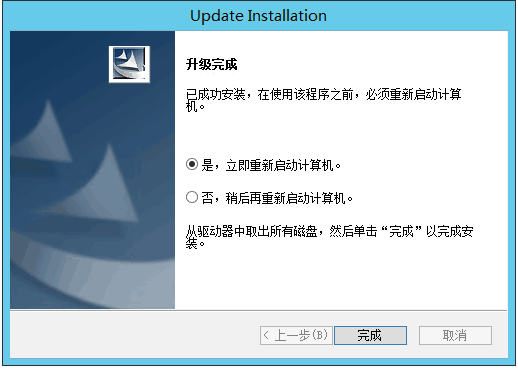 Update Installation
升级完成
已成功安装，在使用该程序之前，必须重新启动计算
机。
是，立即重新启动计算机。
否，稍后再重新启动计算机。
从驱动器中取出所有磁盘，然后单击“完成”以完成安
装。
< 上一步(B) 完成 取消